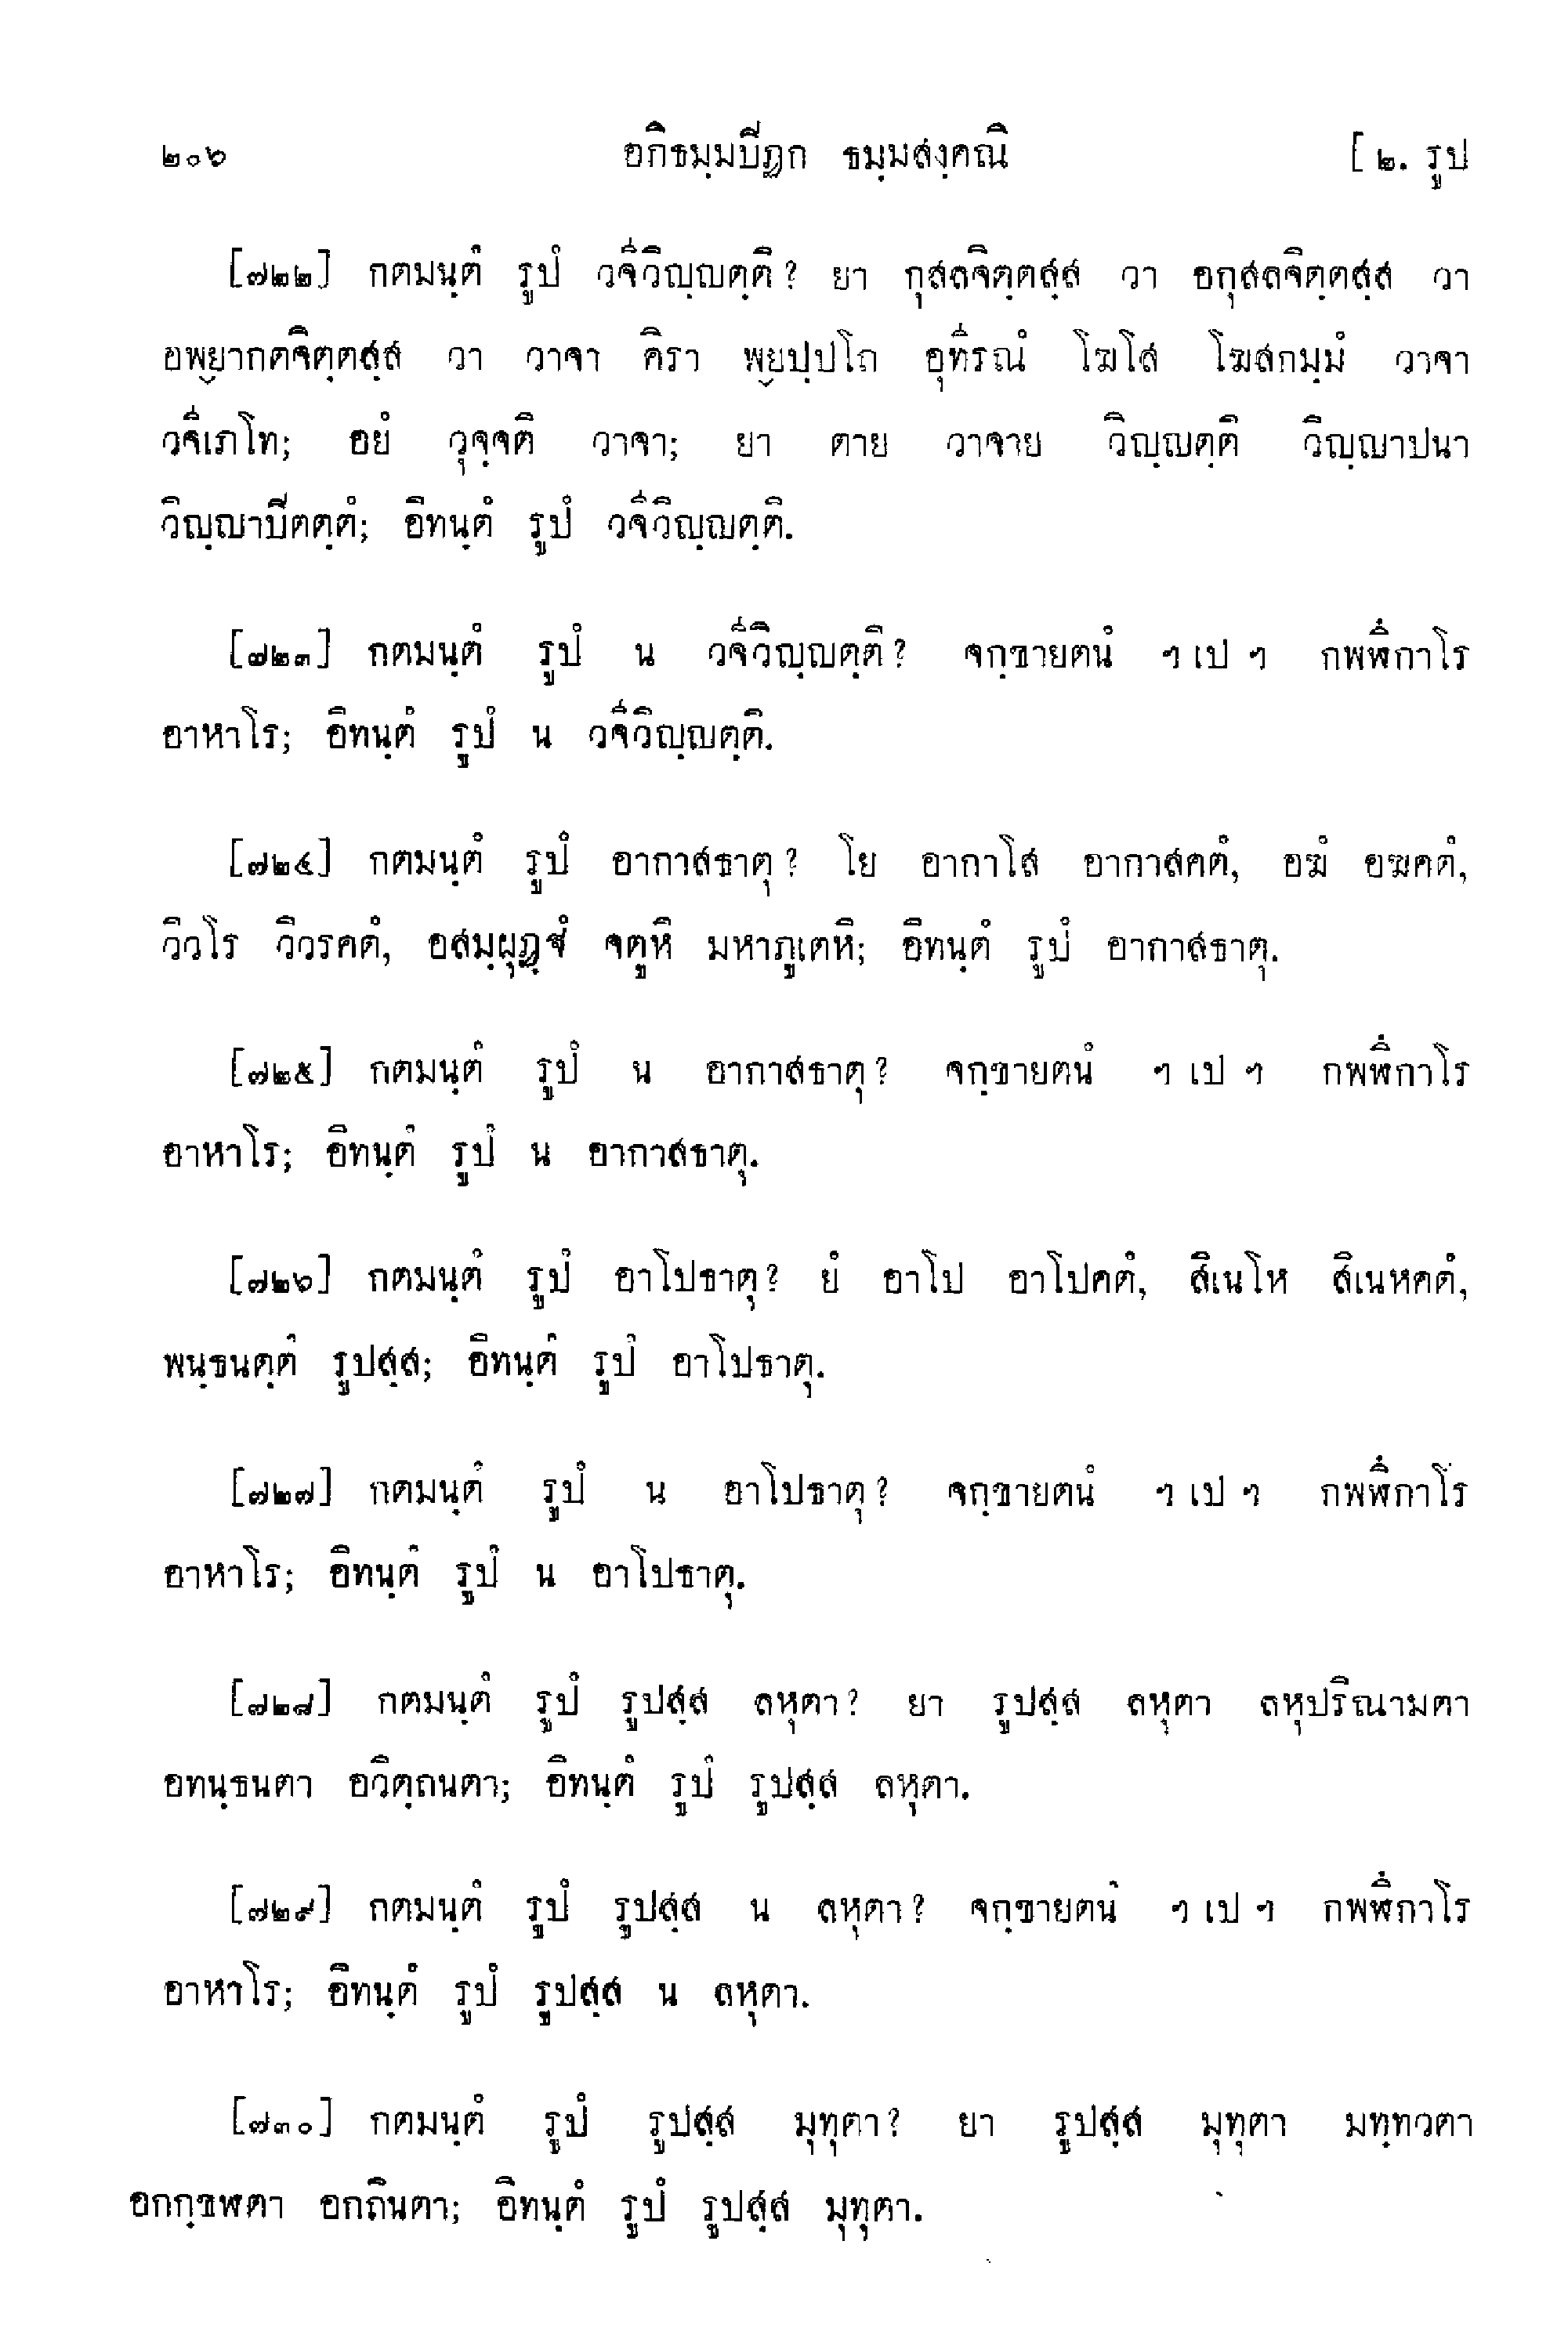 ๒๐๖ อภิธมฺมปิฏก ธมฺมสงฺคณิ [ ๒. รูป
[๗๒๒] กตมนฺตํ รูปํ วจีวิญฺญตฺติ? ยา กุสลจิตฺตสฺส วา อกุสลจิตฺตสฺส วา
อพฺยากตจิตฺตสฺส วา วาจา คิรา พฺยปฺปโถ อุทีรณํ โฆโส โฆสกมฺมํ วาจา
วจีเภโท; อยํ วุจฺจติ วาจา; ยา ตาย วาจาย วิญฺญตฺติ วิญฺญาปนา
วิญฺญาปิตตฺตํ; อิทนฺตํ รูปํ วจีวิญฺญตฺติ.
[๗๒๓] กตมนฺตํ รูปํ น วจีวิญฺญตฺติ? จกฺขายตนํ ฯ เป ฯ กพฬิํกาโร
อาหาโร; อิทนฺตํ รูปํ น วจีวิญฺญตฺติ.
[๗๒๔] กตมนฺตํ รูปํ อากาสธาตุ? โย อากาโส อากาสคตํ, อฆํ อฆคตํ,
วิวโร วิวรคตํ, อสมฺผุฏฺฐํ จตูหิ มหาภูเตหิ; อิทนฺตํ รูปํ อากาสธาตุ.
[๗๒๕] กตมนฺตํ รูปํ น อากาสธาตุ? จกฺขายตนํ ฯ เป ฯ กพฬิํกาโร
อาหาโร; อิทนฺตํ รูปํ น อากาสธาตุ.
[๗๒๖] กตมนฺตํ รูปํ อาโปธาตุ? ยํ อาโป อาโปคตํ, สิเนโห สิเนหคตํ,
พนฺธนตฺตํ รูปสฺส; อิทนฺตํ รูปํ อาโปธาตุ.
[๗๒๗] กตมนฺตํ รูปํ น อาโปธาตุ? จกฺขายตนํ ฯ เป ฯ กพฬิํกาโร
อาหาโร; อิทนฺตํ รูปํ น อาโปธาตุ.
[๗๒๘] กตมนฺตํ รูปํ รูปสฺส ลหุตา? ยา รูปสฺส ลหุตา ลหุปริณามตา
อทนฺธนตา อวิตฺถนตา; อิทนฺตํ รูปํ รูปสฺส ลหุตา.
[๗๒๙] กตมนฺตํ รูปํ รูปสฺส น ลหุตา? จกฺขายตนํ ฯ เป ฯ กพฬิํกาโร
อาหาโร; อิทนฺตํ รูปํ รูปสฺส น ลหุตา.
[๗๓๐] กตมนฺตํ รูปํ รูปสฺส มุทุตา? ยา รูปสฺส มุทุตา มทฺทวตา
อกกฺขฬตา อกถินตา; อิทนฺตํ รูปํ รูปสฺส มุทุตา.